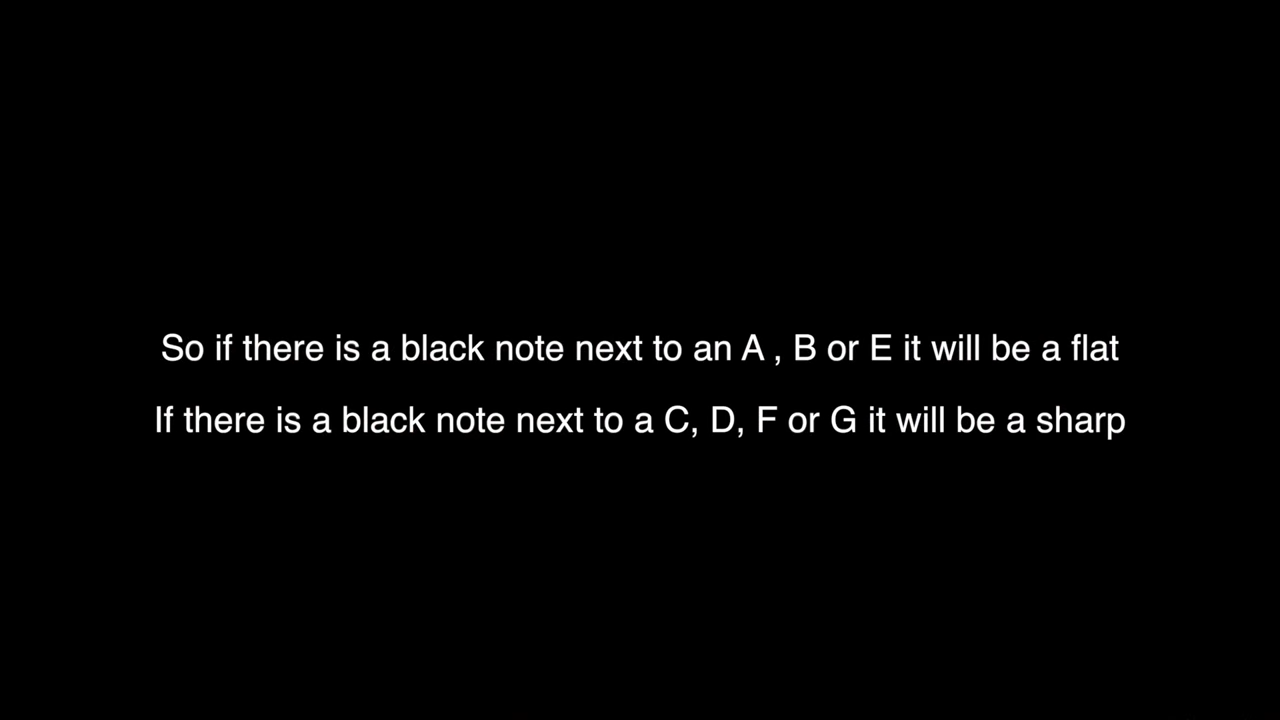 So if there is a black note next to an A , B or E it will be a flat
If there is a black note next to a C, D, F or G it will be a sharp